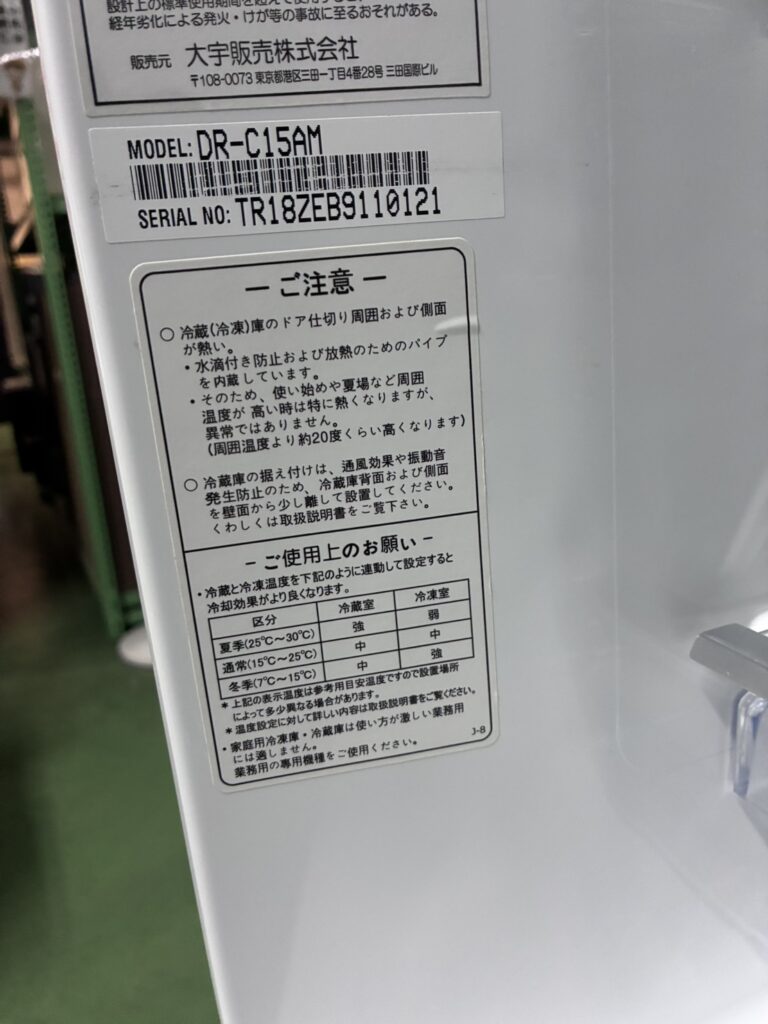 設計上の標準使用期間を超えて使用すると、
経年劣化による発火・けが等の事故に至るおそれがある。
販売元 大宇販売株式会社
〒108-0073 東京都港区三田一丁目4番28号 三田国際ビル
MODEL: DR-C15AM
SERIAL NO: TR18ZEB9110121
－ ご注意 －
○ 冷蔵(冷凍)庫のドア仕切り周囲および側面
が熱い。
・水滴付き防止および放熱のためのパイプ
を内蔵しています。
・そのため、使い始めや夏場など周囲
温度が 高い時は特に熱くなりますが、
異常ではありません。
(周囲温度より約20度くらい高くなります)
○ 冷蔵庫の据え付けは、通風効果や振動音
発生防止のため、冷蔵庫背面および側面
を壁面から少し離して設置してください。
くわしくは取扱説明書をご覧下さい。
－ ご使用上のお願い －
・冷蔵と冷凍温度を下記のように連動して設定すると
冷却効果がより良くなります。
区分 冷蔵室 冷凍室
夏季(25℃～30℃) 強 弱
通常(15℃～25℃) 中 中
冬季(7℃～15℃) 中 強
＊上記の表示温度は参考用目安温度ですので設置場所
によって多少異なる場合があります。
＊温度設定に対して詳しい内容は取扱説明書をご覧ください。
・家庭用冷凍庫・冷蔵庫は使い方が激しい業務用
には適しません。
業務用の専用機種をご使用ください。
J-8